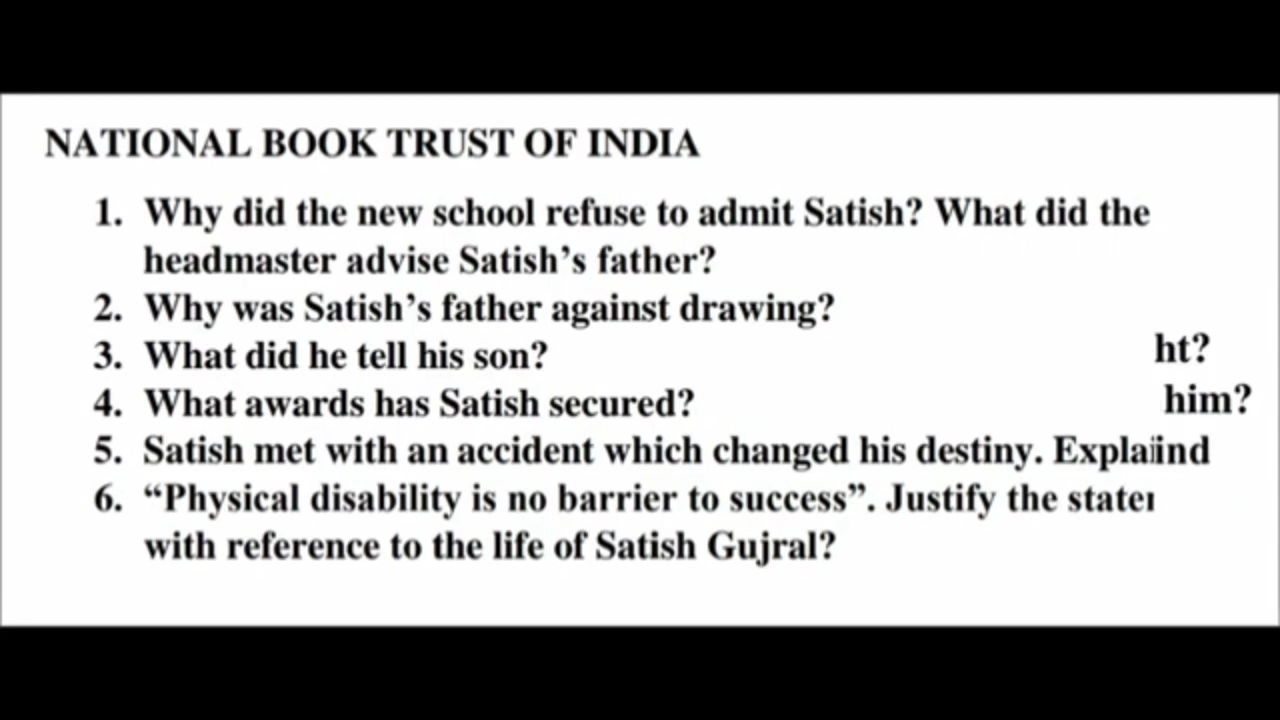 NATIONAL BOOK TRUST OF INDIA
1. Why did the new school refuse to admit Satish? What did the
headmaster advise Satish's father?
2. Why was Satish's father against drawing?
3. What did he tell his son?
ht?
4. What awards has Satish secured?
him?
5. Satish met with an accident which changed his destiny.
6. “Physical disability is no barrier to success”. Justify the
with reference to the life of Satish Gujral?